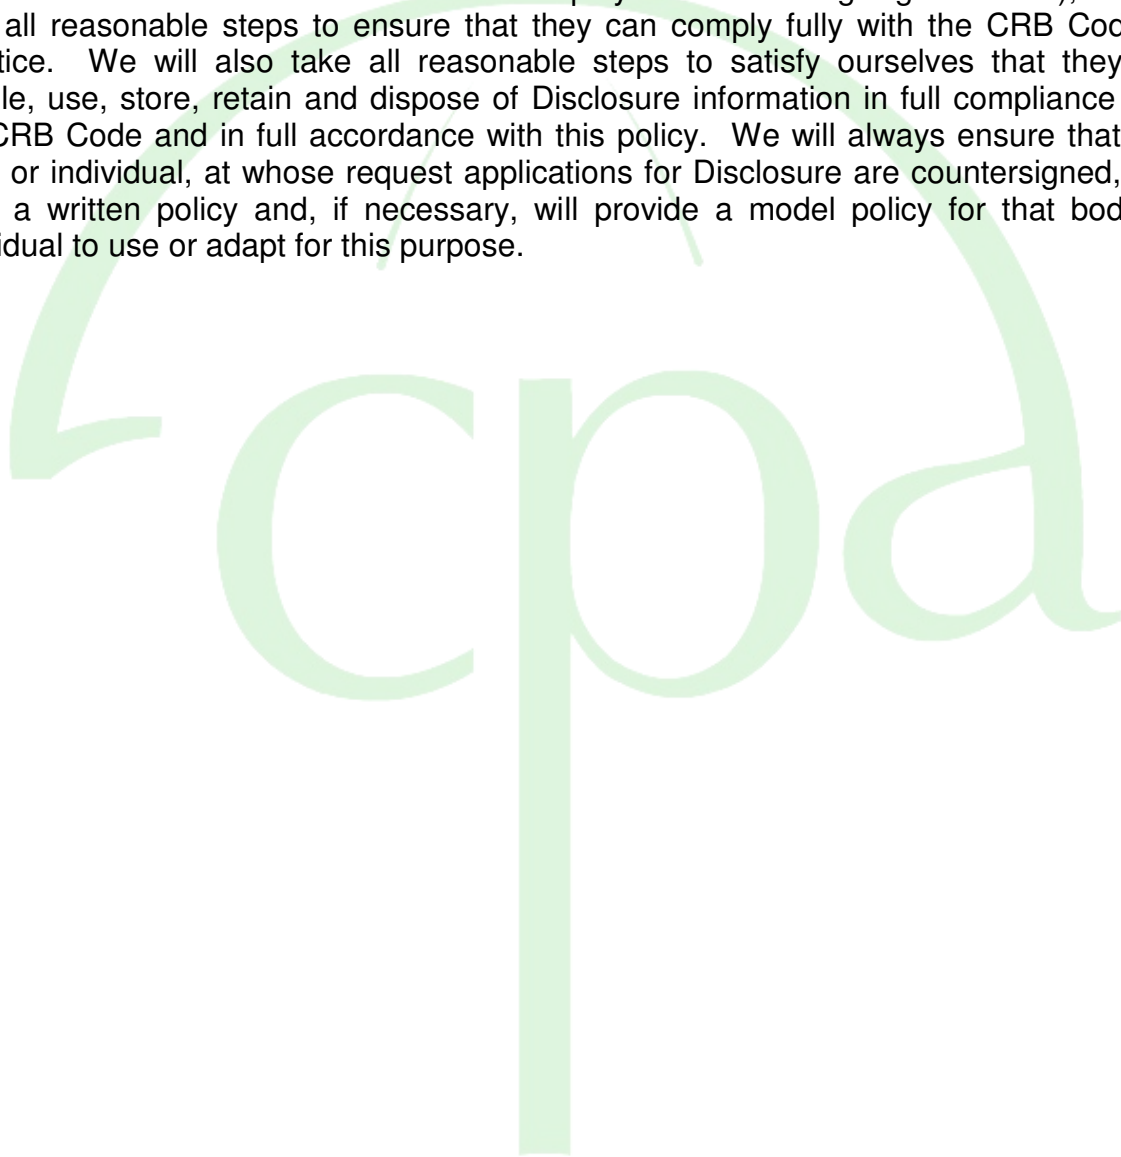 all reasonable steps to ensure that they can comply fully with the CRB Cod
tice. We will also take all reasonable steps to satisfy ourselves that they
le, use, store, retain and dispose of Disclosure information in full compliance
CRB Code and in full accordance with this policy. We will always ensure that
or individual, at whose request applications for Disclosure are countersigned,
a written policy and, if necessary, will provide a model policy for that bod
idual to use or adapt for this purpose.
cpa